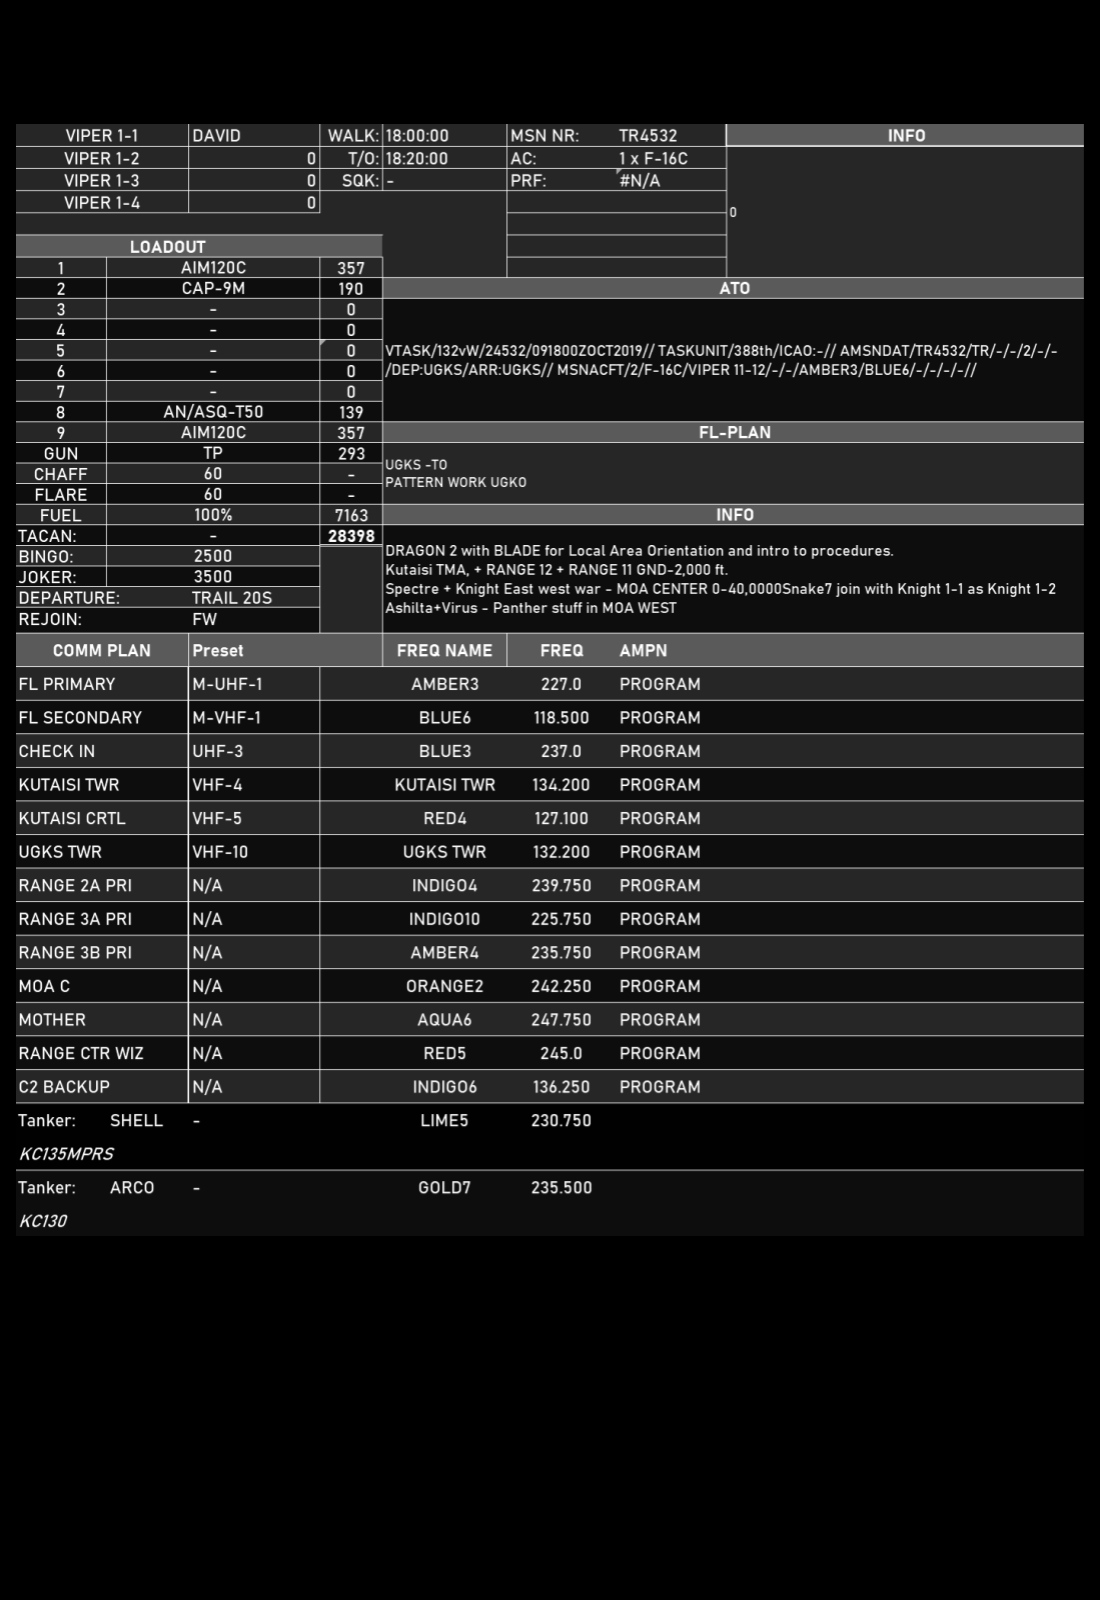 VIPER 1-1 DAVID WALK: 18:00:00 MSN NR: TR4532 INFO
VIPER 1-2 0 T/O: 18:20:00 AC: 1 x F-16C
VIPER 1-3 0 SQK: - PRF: #N/A
VIPER 1-4 0
0
LOADOUT
1 AIM120C 357
2 CAP-9M 190 ATO
3 - 0
4 - 0
5 - 0 VTASK/132vW/24532/091800ZOCT2019// TASKUNIT/388th/ICAO:-// AMSNDAT/TR4532/TR/-/-/2/-/-
6 - 0 /DEP:UGKS/ARR:UGKS// MSNACFT/2/F-16C/VIPER 11-12/-/-/AMBER3/BLUE6/-/-/-/-//
7 - 0
8 AN/ASQ-T50 139
9 AIM120C 357 FL-PLAN
GUN TP 293
UGKS -TO
CHAFF 60 -
PATTERN WORK UGKO
FLARE 60 -
FUEL 100% 7163 INFO
TACAN: - 28398
BINGO: 2500 DRAGON 2 with BLADE for Local Area Orientation and intro to procedures.
JOKER: 3500 Kutaisi TMA, + RANGE 12 + RANGE 11 GND-2,000 ft.
DEPARTURE: TRAIL 20S Spectre + Knight East west war - MOA CENTER 0-40,0000Snake7 join with Knight 1-1 as Knight 1-2
REJOIN: FW Ashilta+Virus - Panther stuff in MOA WEST
COMM PLAN Preset FREQ NAME FREQ AMPN
FL PRIMARY M-UHF-1 AMBER3 227.0 PROGRAM
FL SECONDARY M-VHF-1 BLUE6 118.500 PROGRAM
CHECK IN UHF-3 BLUE3 237.0 PROGRAM
KUTAISI TWR VHF-4 KUTAISI TWR 134.200 PROGRAM
KUTAISI CRTL VHF-5 RED4 127.100 PROGRAM
UGKS TWR VHF-10 UGKS TWR 132.200 PROGRAM
RANGE 2A PRI N/A INDIGO4 239.750 PROGRAM
RANGE 3A PRI N/A INDIGO10 225.750 PROGRAM
RANGE 3B PRI N/A AMBER4 235.750 PROGRAM
MOA C N/A ORANGE2 242.250 PROGRAM
MOTHER N/A AQUA6 247.750 PROGRAM
RANGE CTR WIZ N/A RED5 245.0 PROGRAM
C2 BACKUP N/A INDIGO6 136.250 PROGRAM
Tanker: SHELL - LIME5 230.750
KC135MPRS
Tanker: ARCO - GOLD7 235.500
KC130